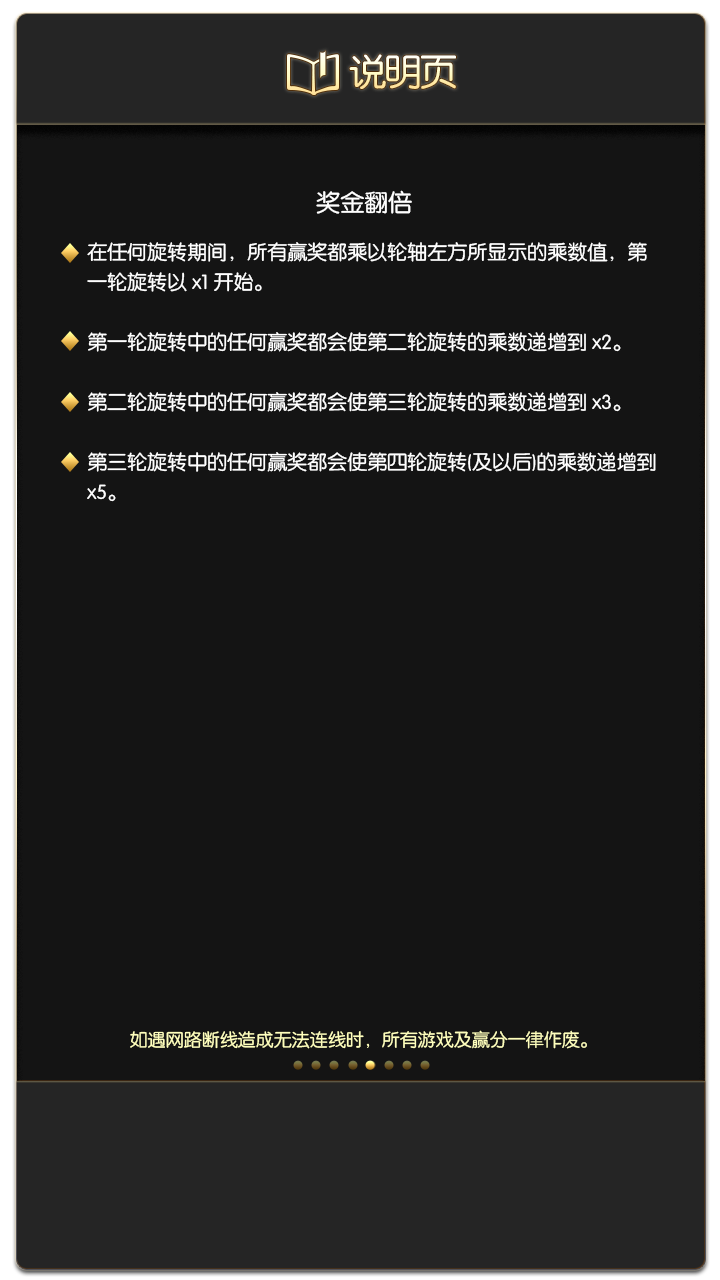 说明页
奖金翻倍
在任何旋转期间，所有赢奖都乘以轮轴左方所显示的乘数值，第
一轮旋转以 x1 开始。
第一轮旋转中的任何赢奖都会使第二轮旋转的乘数递增到 x2。
第二轮旋转中的任何赢奖都会使第三轮旋转的乘数递增到 x3。
第三轮旋转中的任何赢奖都会使第四轮旋转(及以后)的乘数递增到
x5。
如遇网路断线造成无法连线时，所有游戏及赢分一律作废。